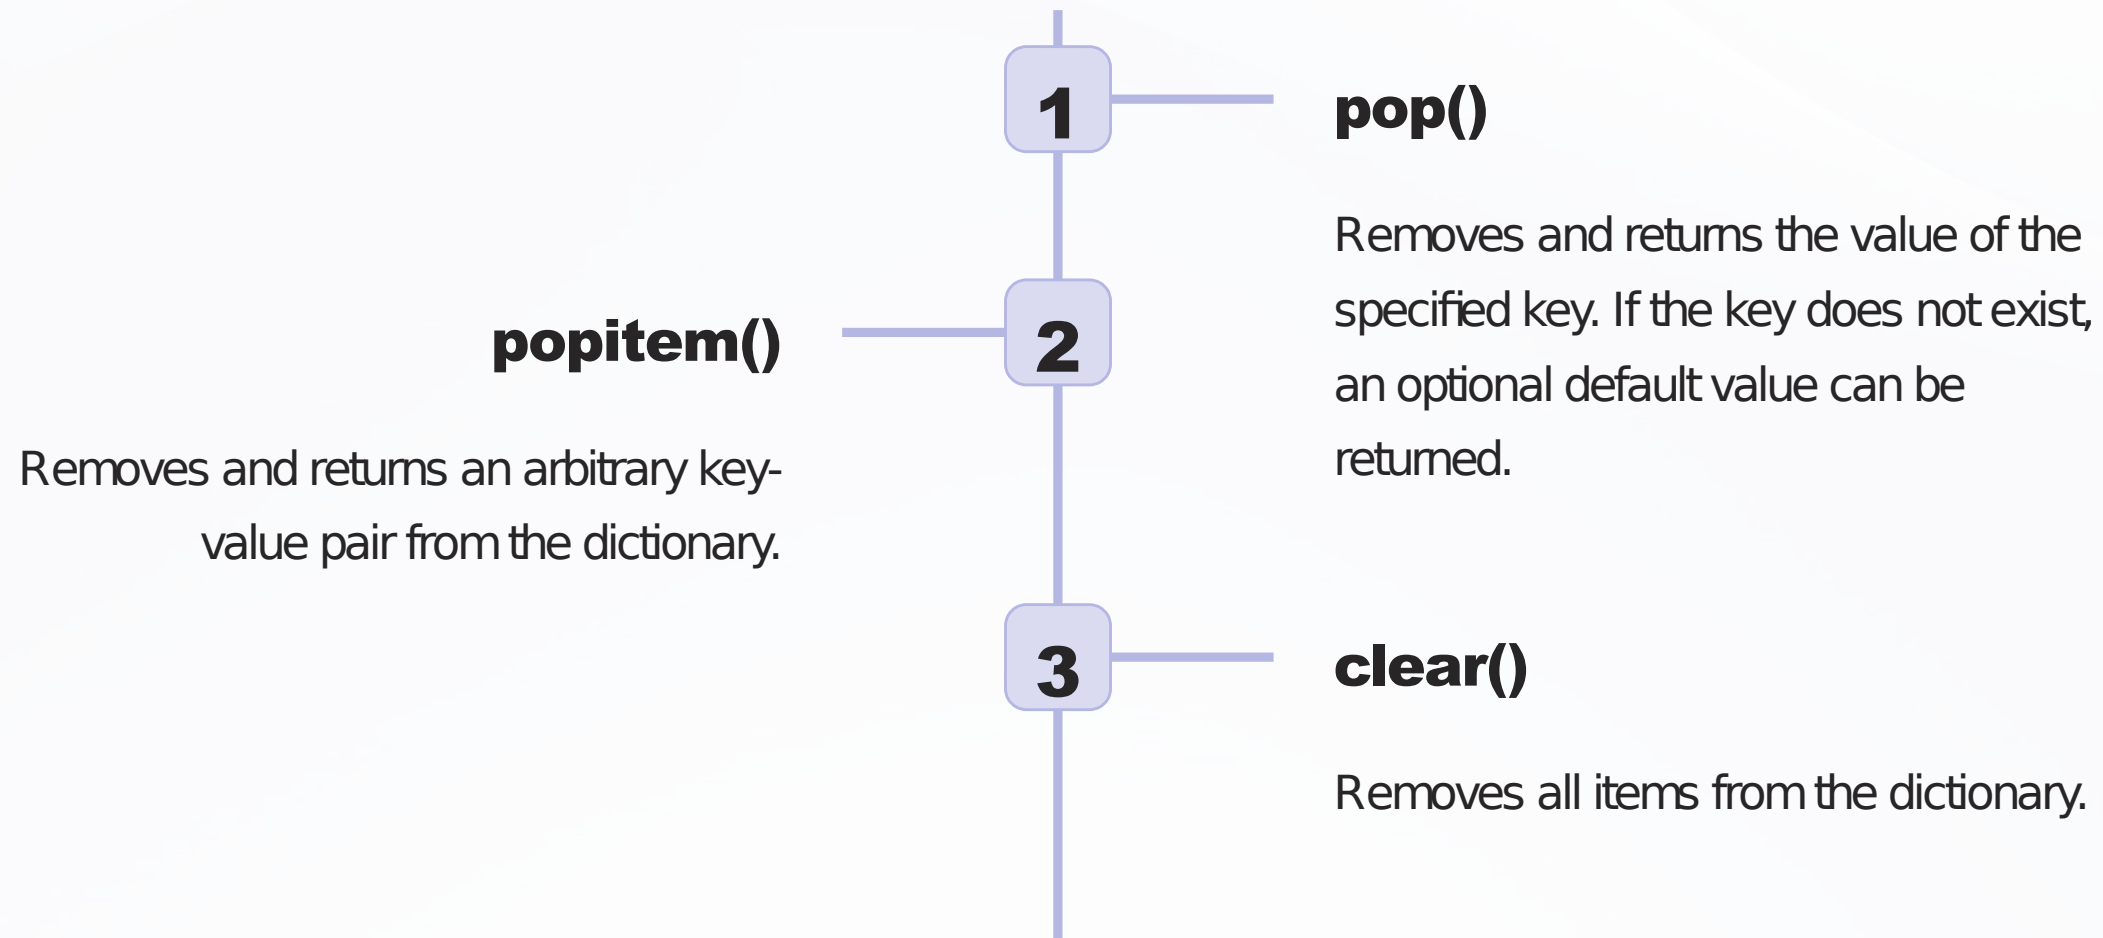 1
pop()
Removes and returns the value of the
specified key. If the key does not exist,
an optional default value can be
returned.
2
popitem()
Removes and returns an arbitrary key-
value pair from the dictionary.
3
clear()
Removes all items from the dictionary.